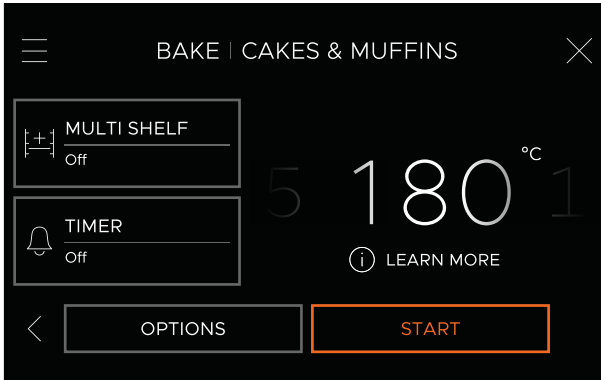 BAKE | CAKES & MUFFINS
MULTI SHELF
Off
TIMER
Off
5 180 °C 1
LEARN MORE
OPTIONS
START